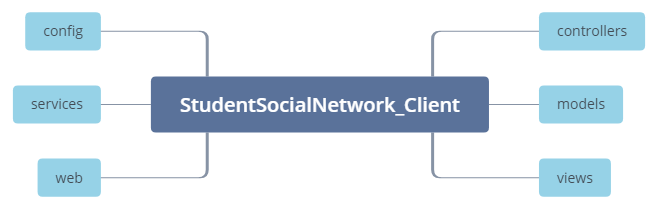 config
controllers
services
StudentSocialNetwork_Client
models
web
views